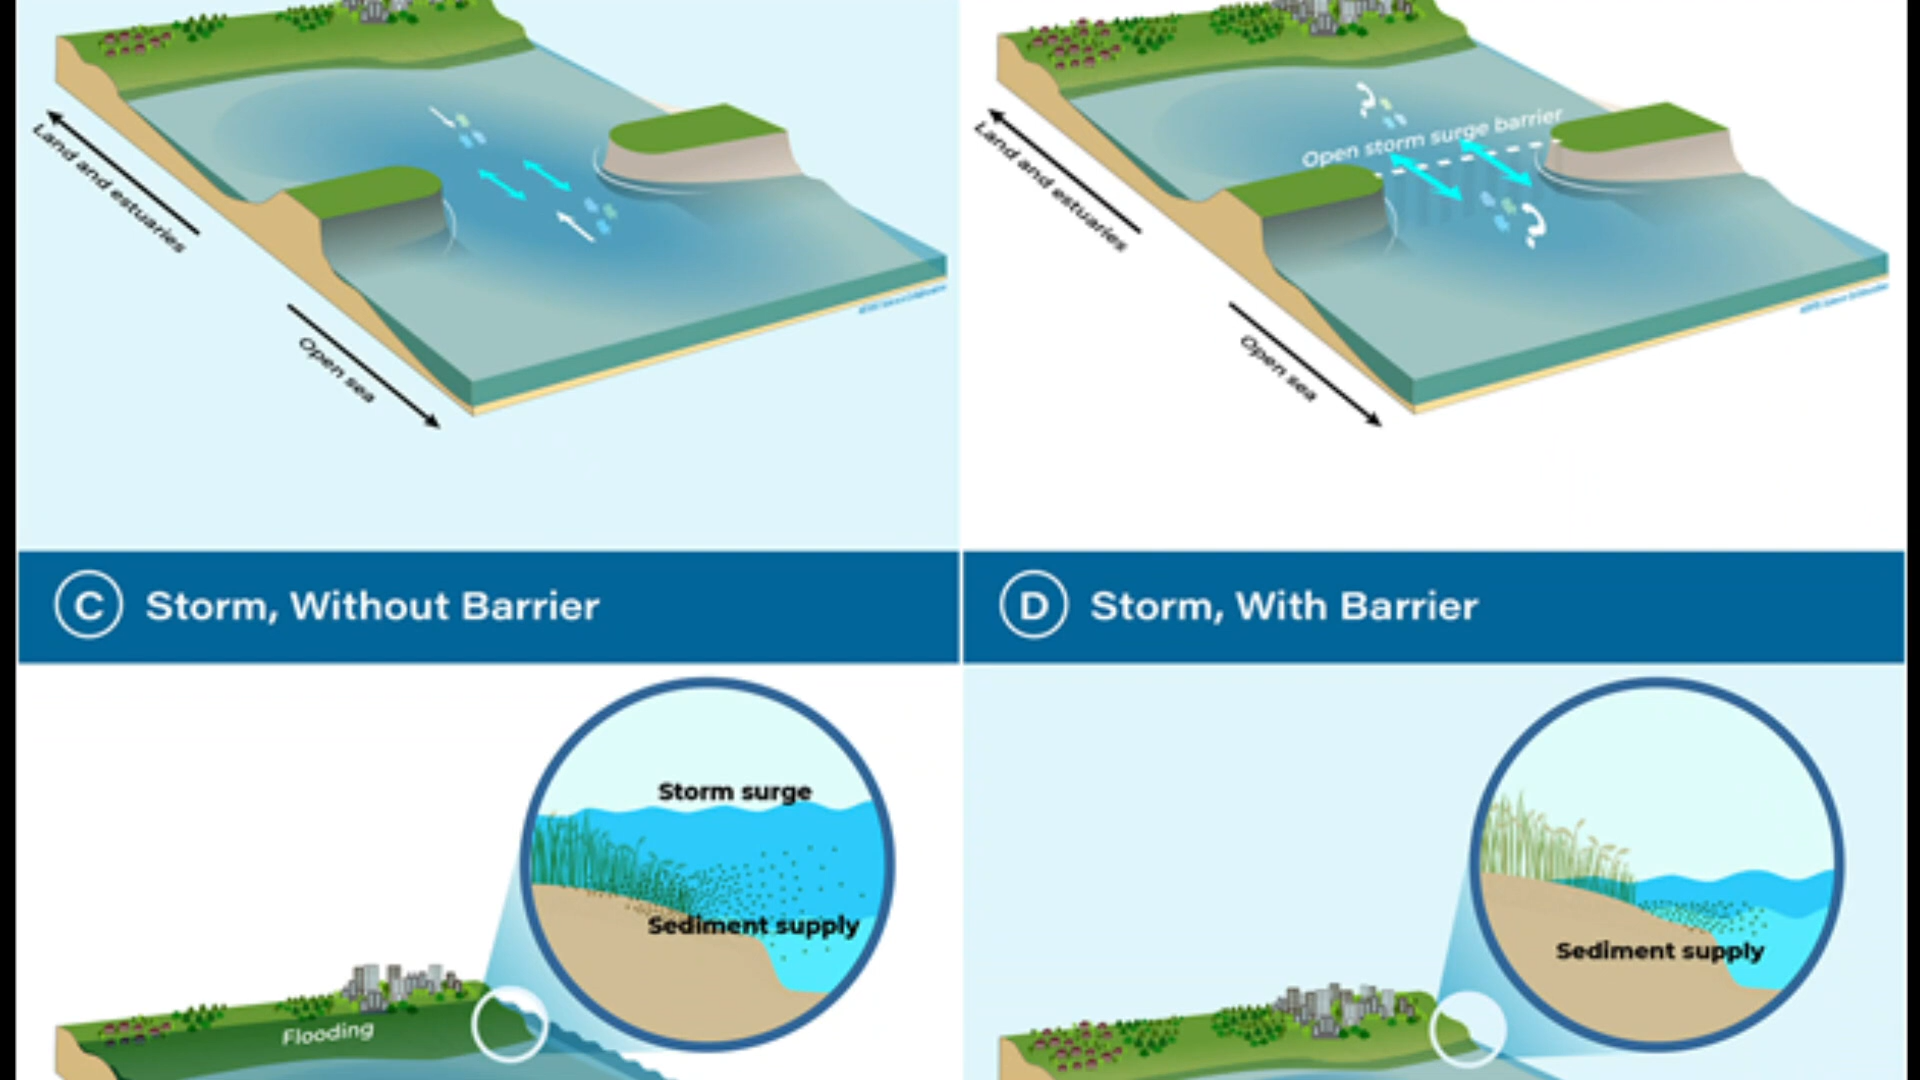 Land and estuaries
Open sea
Open storm surge barrier
Land and estuaries
Open sea
C Storm, Without Barrier
D Storm, With Barrier
Storm surge
Sediment supply
Flooding
Sediment supply